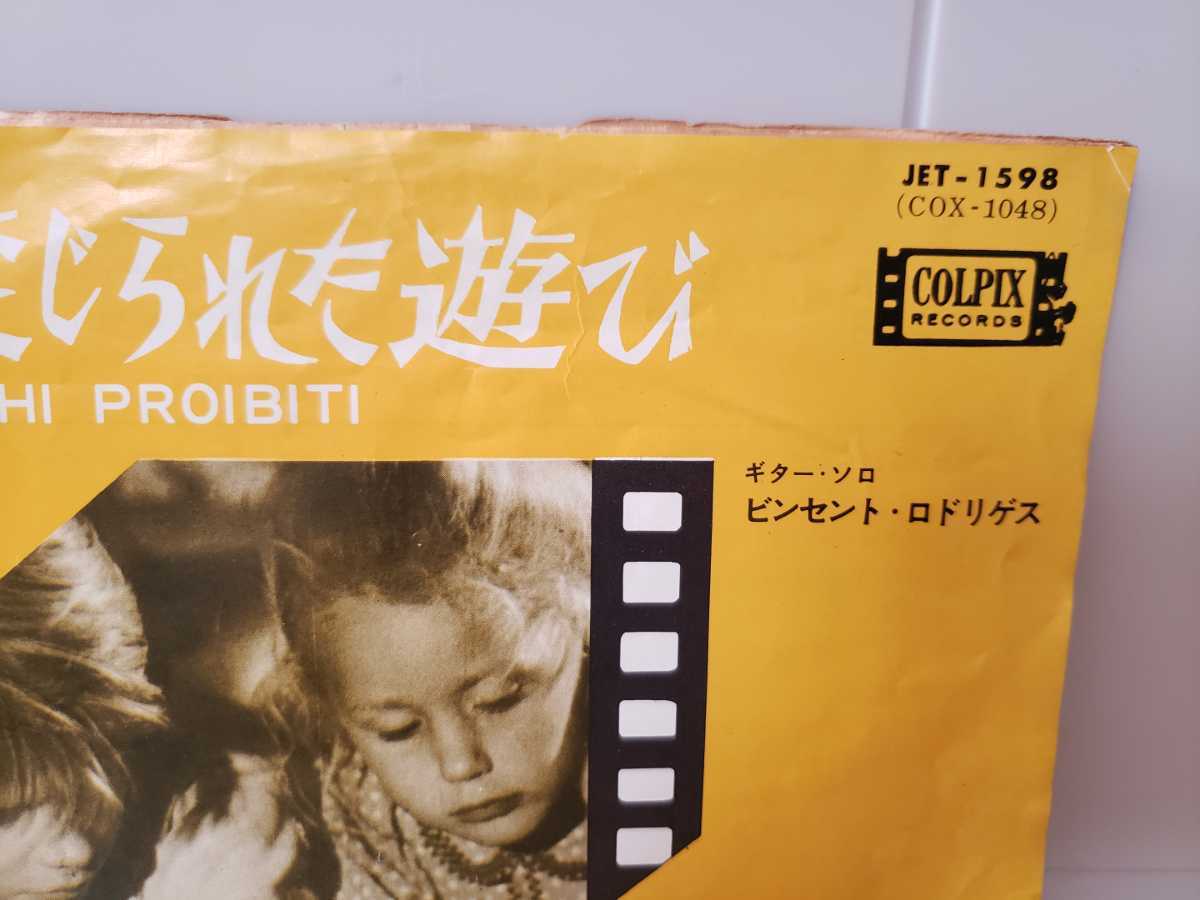 JET-1598
(COX-1048)
COLPIX
RECORDS
じられた遊び
HI PROIBITI
ギター・ソロ
ビンセント・ロドリゲス